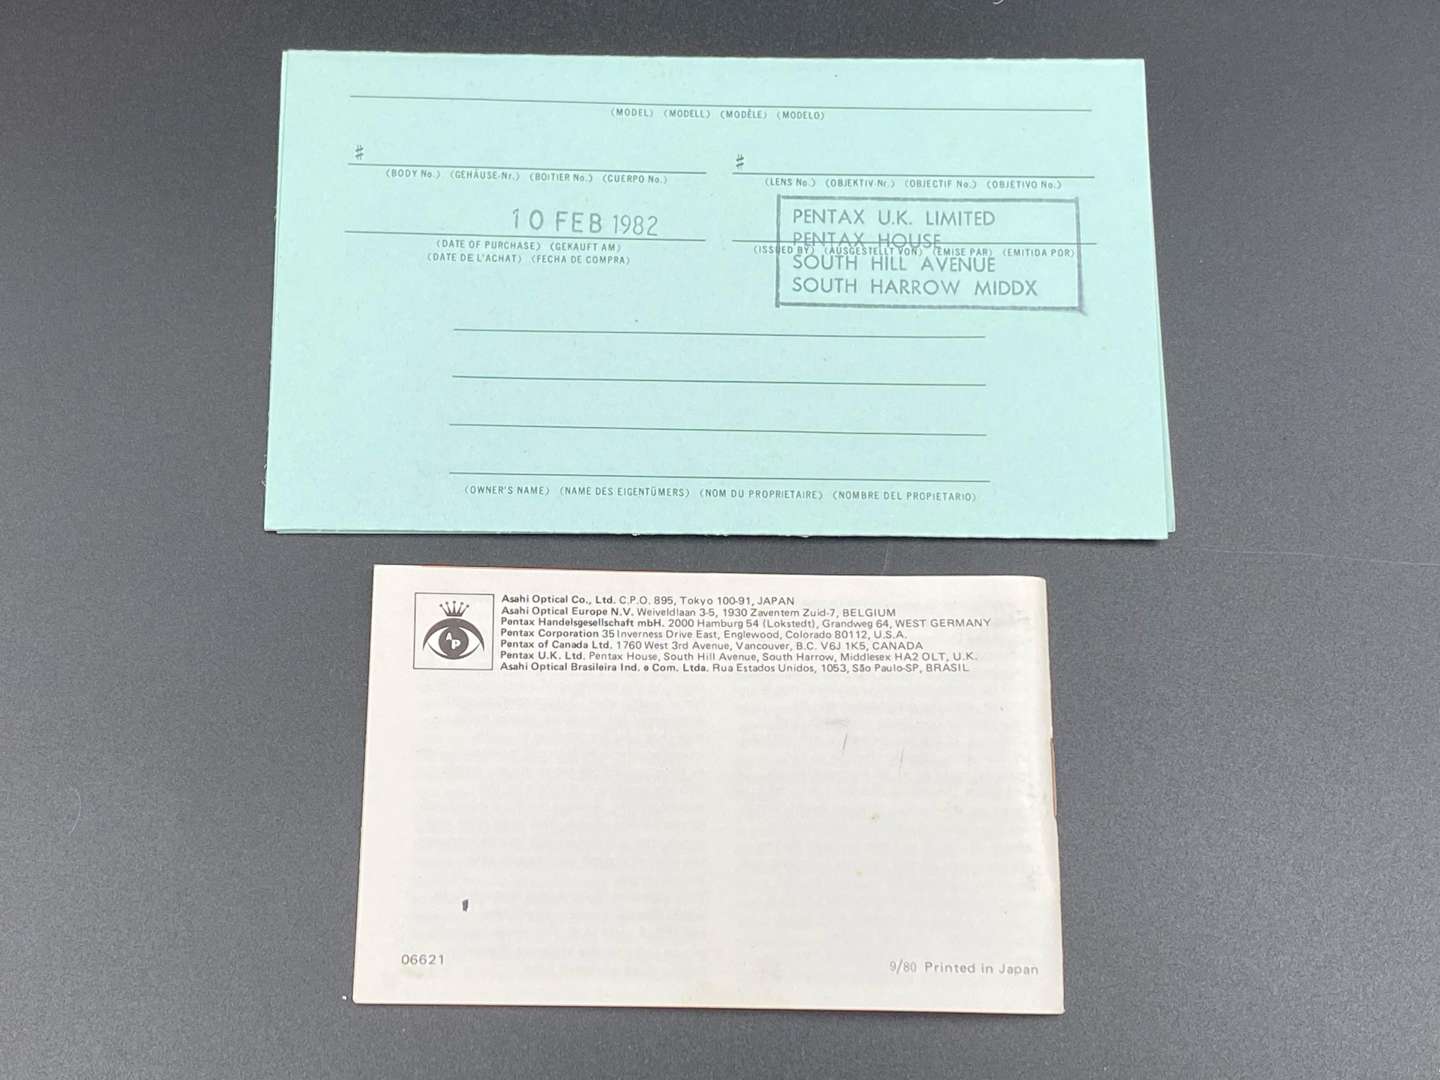 (MODEL) (MODELL) (MODÈLE) (MODELO)
# #
(BODY No.) (GEHÄUSE-Nr.) (BOITIER No.) (CUERPO No.)
(LENS No.) (OBJEKTIV-Nr.) (OBJECTIF No.) (OBJETIVO No.)
10 FEB 1982
(DATE OF PURCHASE) (GEKAUFT AM)
(DATE DE L'ACHAT) (FECHA DE COMPRA)
PENTAX U.K. LIMITED
PENTAX HOUSE
(ISSUED BY) (AUSGESTELLT VON) (EMISE PAR) (EMITIDA POR)
SOUTH HILL AVENUE
SOUTH HARROW MIDDX
(OWNER'S NAME) (NAME DES EIGENTÜMERS) (NOM DU PROPRIETAIRE) (NOMBRE DEL PROPIETARIO)
AP
Asahi Optical Co., Ltd. C.P.O. 895, Tokyo 100-91, JAPAN
Asahi Optical Europe N.V. Weiveldlaan 3-5, 1930 Zaventem Zuid-7, BELGIUM
Pentax Handelsgesellschaft mbH. 2000 Hamburg 54 (Lokstedt), Grandweg 64, WEST GERMANY
Pentax Corporation 35 Inverness Drive East, Englewood, Colorado 80112, U.S.A.
Pentax of Canada Ltd. 1760 West 3rd Avenue, Vancouver, B.C. V6J 1K5, CANADA
Pentax U.K. Ltd. Pentax House, South Hill Avenue, South Harrow, Middlesex HA2 OLT, U.K.
Asahi Optical Brasileira Ind. e Com. Ltda. Rua Estados Unidos, 1053, São Paulo-SP, BRASIL
06621
9/80 Printed in Japan